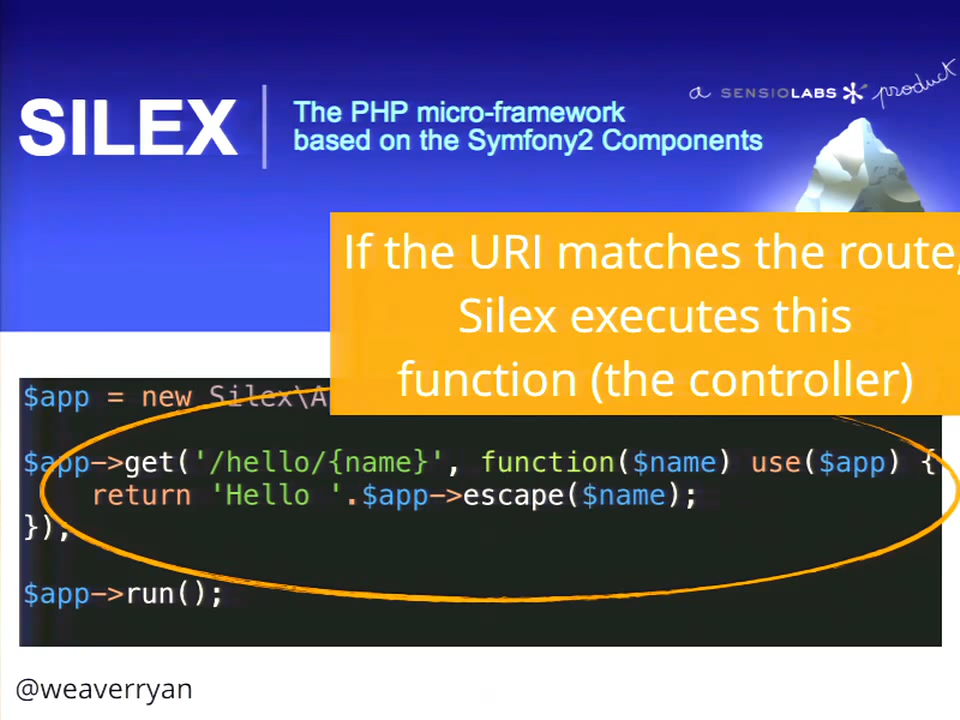 a SENSIOLABS product
SILEX
The PHP micro-framework
based on the Symfony2 Components
If the URI matches the route,
Silex executes this
function (the controller)
$app = new Silex\A
$app->get('/hello/{name}', function($name) use($app) {
    return 'Hello '.$app->escape($name);
});
$app->run();
@weaverryan